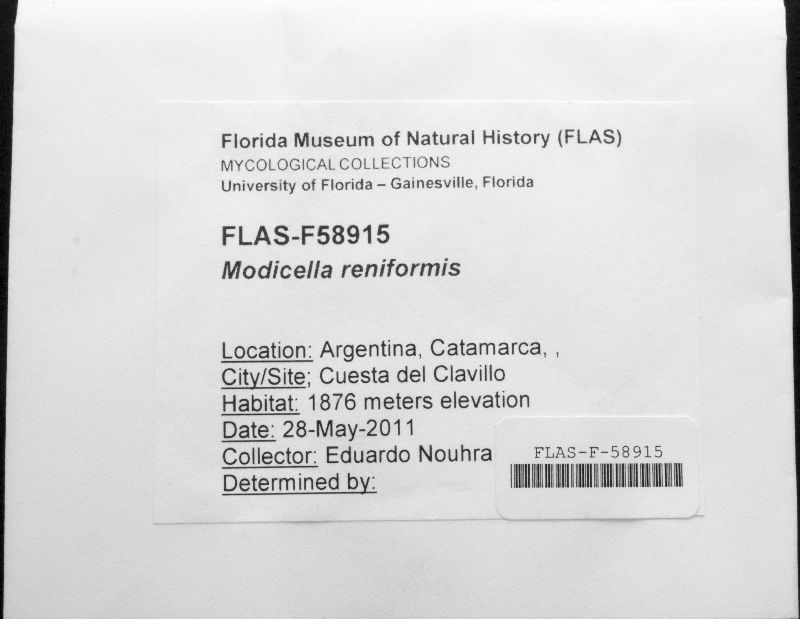 Florida Museum of Natural History (FLAS)
MYCOLOGICAL COLLECTIONS
University of Florida – Gainesville, Florida
FLAS-F58915
Modicella reniformis
Location: Argentina, Catamarca, ,
City/Site; Cuesta del Clavillo
Habitat: 1876 meters elevation
Date: 28-May-2011
Collector: Eduardo Nouhra
Determined by:
FLAS-F-58915